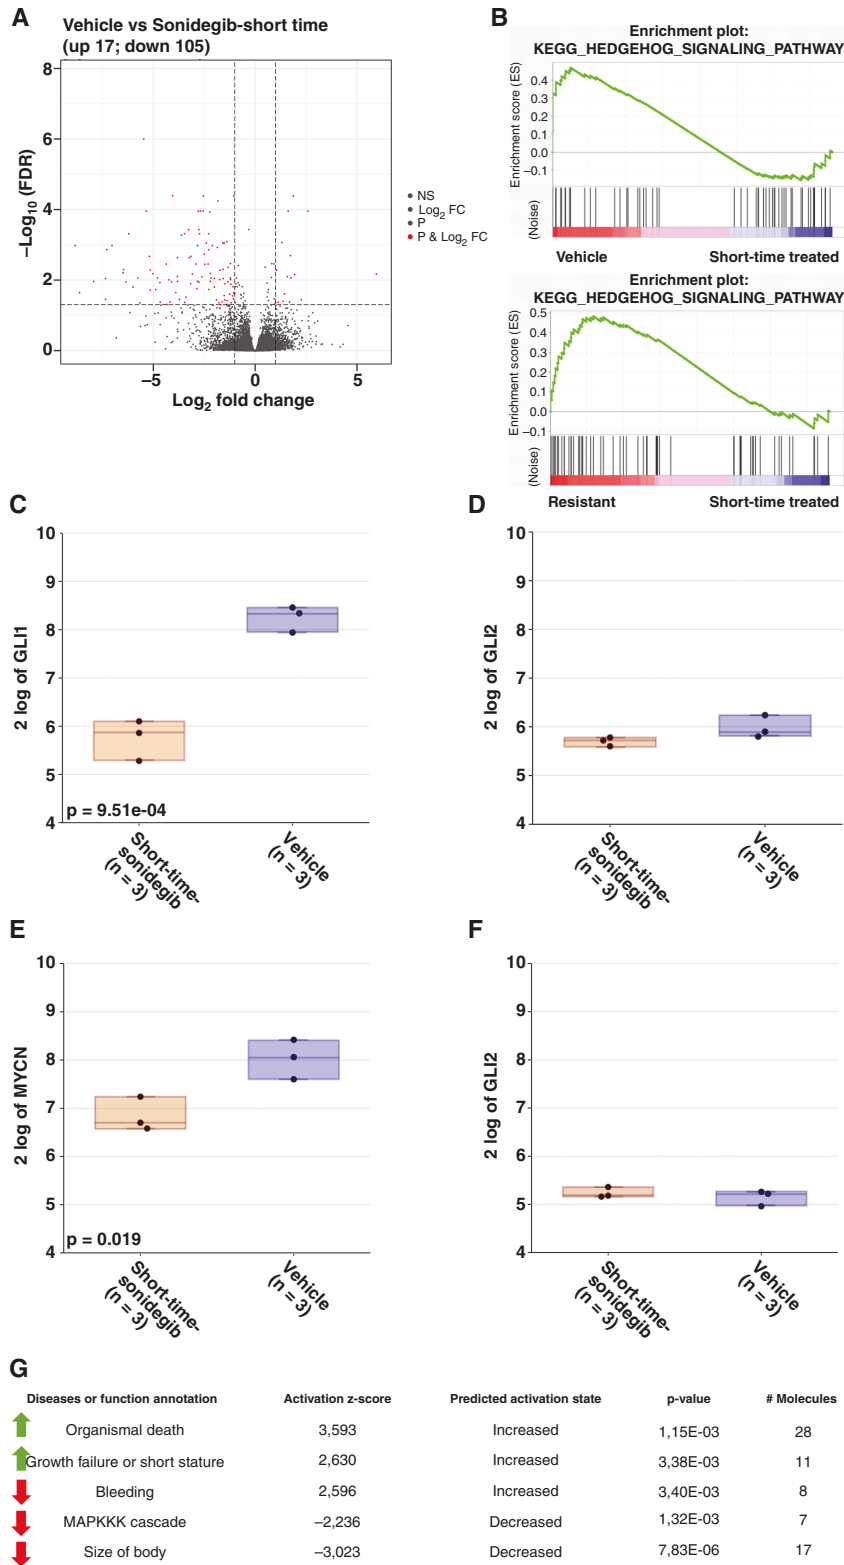 A
Vehicle vs Sonidegib-short time
(up 17; down 105)
8
6
4
2
0
–Log10 (FDR)
–5
0
5
Log2 fold change
NS
Log2 FC
P
P & Log2 FC
B
Enrichment plot:
KEGG_HEDGEHOG_SIGNALING_PATHWAY
Enrichment score (ES)
0.4
0.3
0.2
0.1
0.0
–0.1
(Noise)
Vehicle
Short-time treated
Enrichment plot:
KEGG_HEDGEHOG_SIGNALING_PATHWAY
Enrichment score (ES)
0.5
0.4
0.3
0.2
0.1
0.0
–0.1
(Noise)
Resistant
Short-time treated
C
2 log of GLI1
10
9
8
7
6
5
4
p = 9.51e-04
Short-time-
sonidegib
(n = 3)
Vehicle
(n = 3)
D
2 log of GLI2
10
9
8
7
6
5
4
Short-time-
sonidegib
(n = 3)
Vehicle
(n = 3)
E
2 log of MYCN
10
9
8
7
6
5
4
p = 0.019
Short-time-
sonidegib
(n = 3)
Vehicle
(n = 3)
F
2 log of GLI2
10
9
8
7
6
5
4
Short-time-
sonidegib
(n = 3)
Vehicle
(n = 3)
G
Diseases or function annotation Activation z-score Predicted activation state p-value # Molecules
Organismal death 3,593 Increased 1,15E-03 28
Growth failure or short stature 2,630 Increased 3,38E-03 11
Bleeding 2,596 Increased 3,40E-03 8
MAPKKK cascade –2,236 Decreased 1,32E-03 7
Size of body –3,023 Decreased 7,83E-06 17